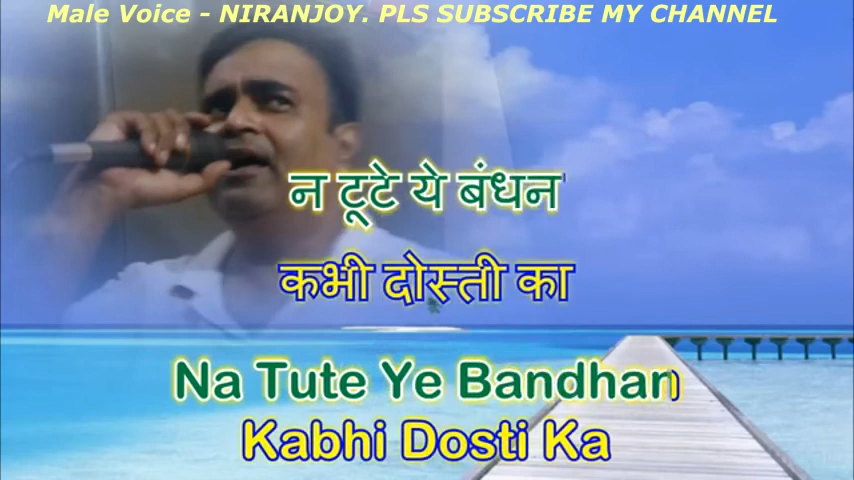 Male Voice - NIRANJOY. PLS SUBSCRIBE MY CHANNEL
न टूटे ये बंधन
कभी दोस्ती का
Na Tute Ye Bandhan
Kabhi Dosti Ka